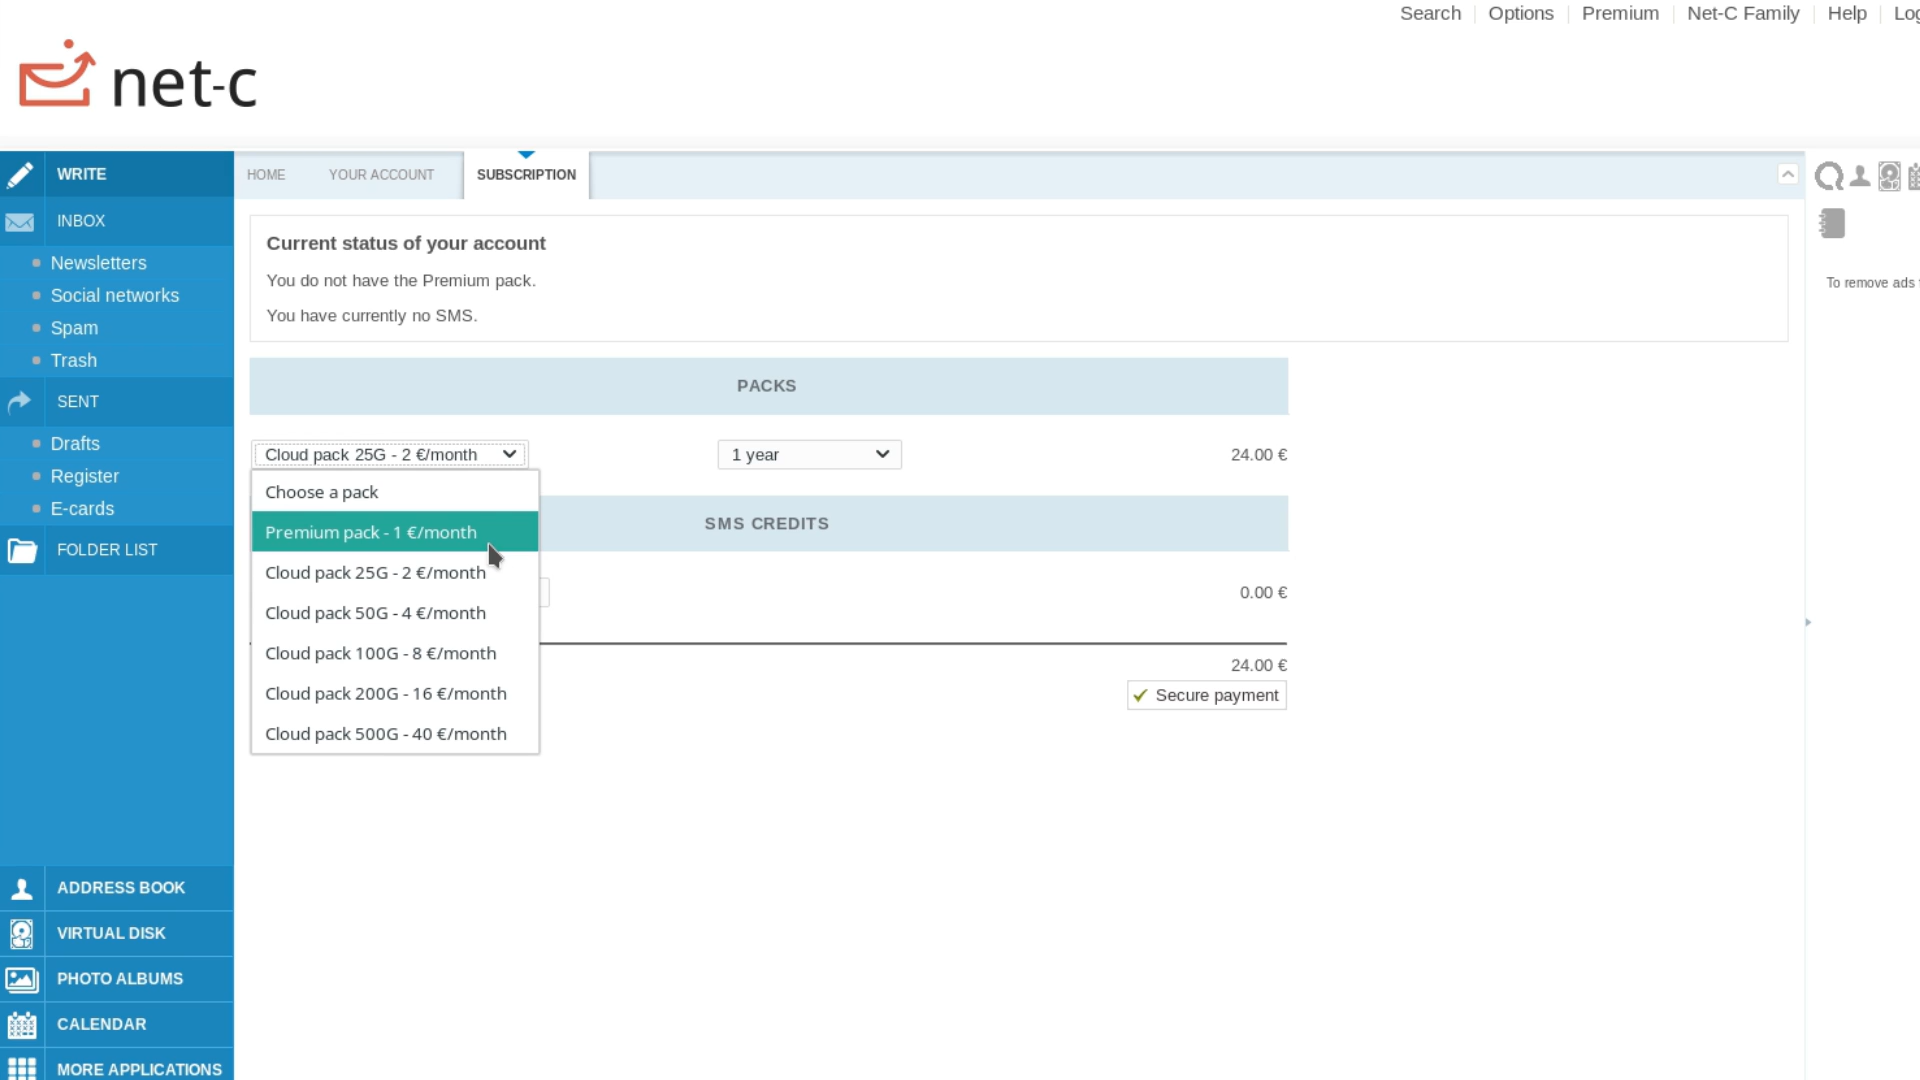 Search Options Premium Net-C Family Help
net-c
WRITE
INBOX
Newsletters
Social networks
Spam
Trash
SENT
Drafts
Register
E-cards
FOLDER LIST
ADDRESS BOOK
VIRTUAL DISK
PHOTO ALBUMS
CALENDAR
MORE APPLICATIONS
HOME YOUR ACCOUNT SUBSCRIPTION
Current status of your account
You do not have the Premium pack.
You have currently no SMS.
PACKS
Cloud pack 25G - 2 €/month 1 year 24.00 €
Choose a pack
Premium pack - 1 €/month
Cloud pack 25G - 2 €/month
Cloud pack 50G - 4 €/month
Cloud pack 100G - 8 €/month
Cloud pack 200G - 16 €/month
Cloud pack 500G - 40 €/month
SMS CREDITS
0.00 €
24.00 €
Secure payment
To remove ads